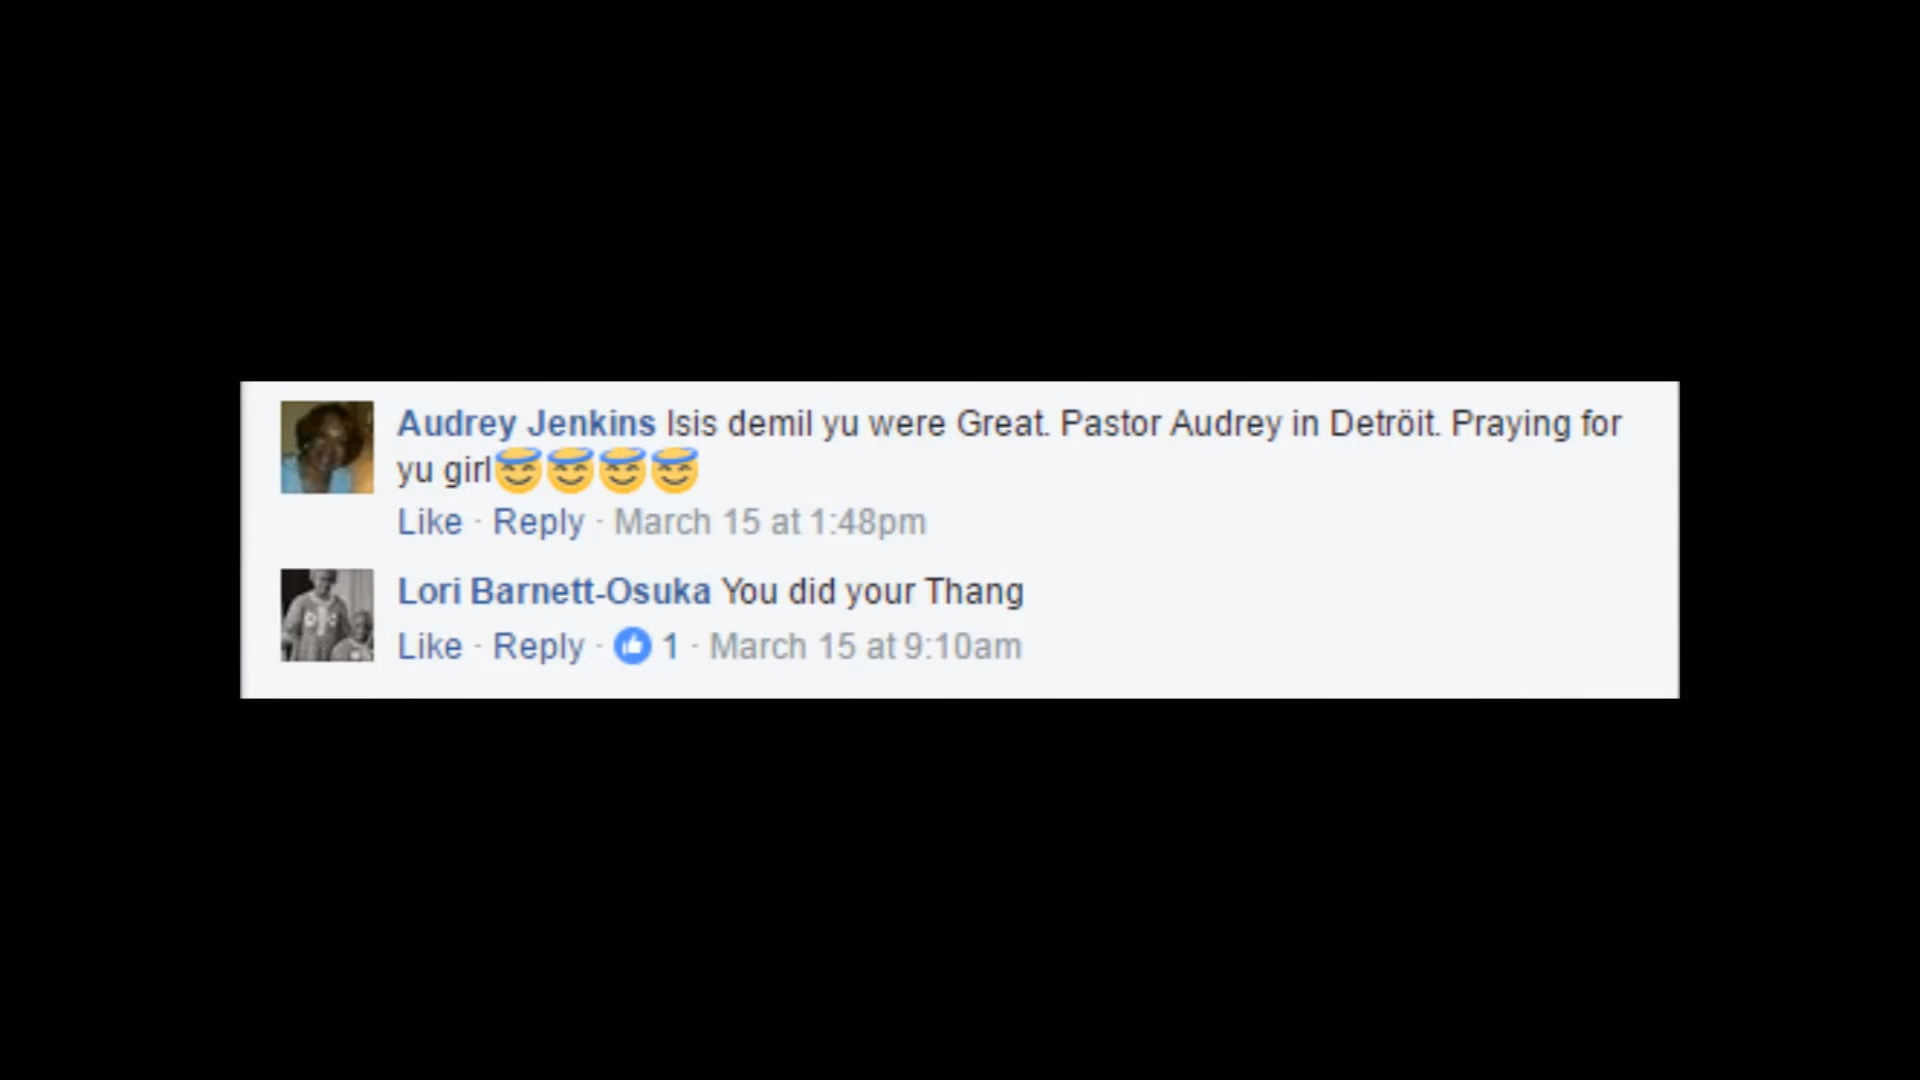 Audrey Jenkins Isis demil yu were Great. Pastor Audrey in Detröit. Praying for
yu girl😇😇😇😇
Like · Reply · March 15 at 1:48pm
Lori Barnett-Osuka You did your Thang
Like · Reply · 1 · March 15 at 9:10am